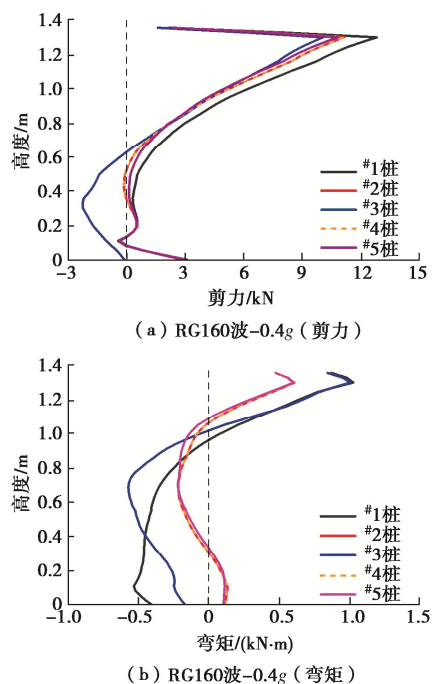 1.4
1.2
1.0
0.8
0.6
0.4
0.2
0
高度/m
#1桩
#2桩
#3桩
#4桩
#5桩
-3 0 3 6 9 12 15
剪力/kN
(a) RG160波-0.4g(剪力)
1.4
1.2
1.0
0.8
0.6
0.4
0.2
0
高度/m
#1桩
#2桩
#3桩
#4桩
#5桩
-1.0 -0.5 0 0.5 1.0 1.5
弯矩/(kN·m)
(b) RG160波-0.4g(弯矩)